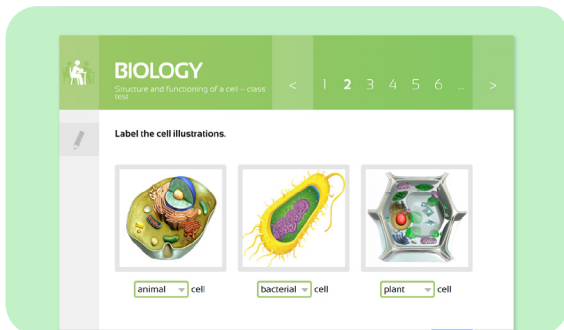 BIOLOGY
Structure and functioning of a cell – class
test
< 1 2 3 4 5 6 ... >
Label the cell illustrations.
animal cell
bacterial cell
plant cell